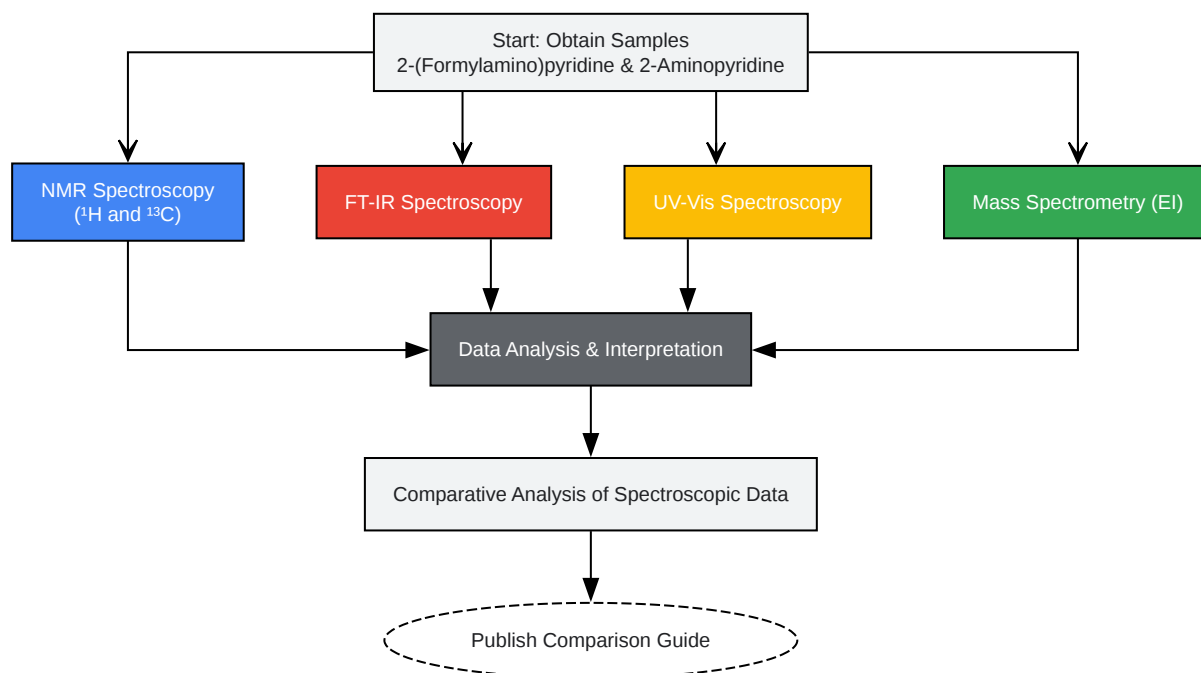 Start: Obtain Samples
2-(Formylamino)pyridine & 2-Aminopyridine
NMR Spectroscopy
(¹H and ¹³C)
FT-IR Spectroscopy
UV-Vis Spectroscopy
Mass Spectrometry (EI)
Data Analysis & Interpretation
Comparative Analysis of Spectroscopic Data
Publish Comparison Guide